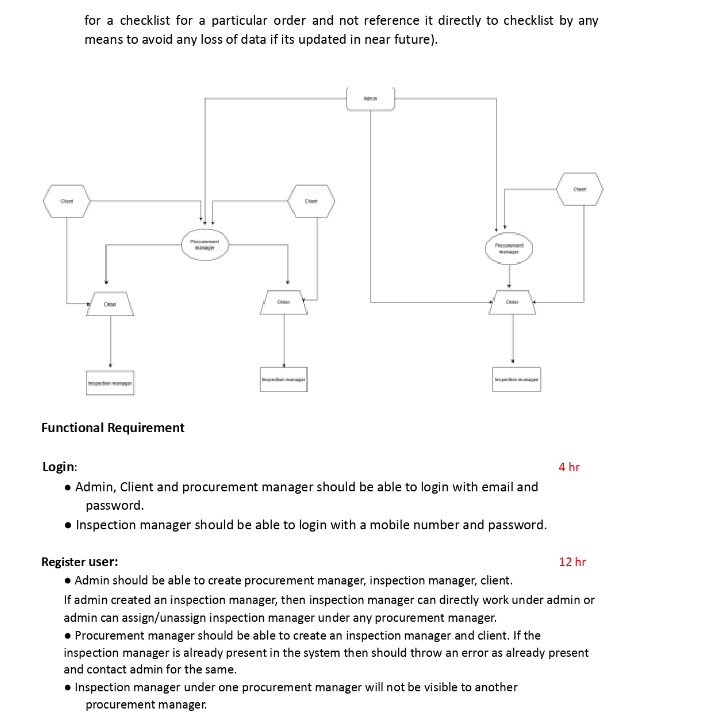 for a checklist for a particular order and not reference it directly to checklist by any
means to avoid any loss of data if its updated in near future).
Admin
Client
Client
Client
Procurement
manager
Procurement
manager
Order
Order
Order
Inspection manager
Inspection manager
Inspection manager
Functional Requirement
Login: 4 hr
● Admin, Client and procurement manager should be able to login with email and
password.
● Inspection manager should be able to login with a mobile number and password.
Register user: 12 hr
● Admin should be able to create procurement manager, inspection manager, client.
If admin created an inspection manager, then inspection manager can directly work under admin or
admin can assign/unassign inspection manager under any procurement manager.
● Procurement manager should be able to create an inspection manager and client. If the
inspection manager is already present in the system then should throw an error as already present
and contact admin for the same.
● Inspection manager under one procurement manager will not be visible to another
procurement manager.